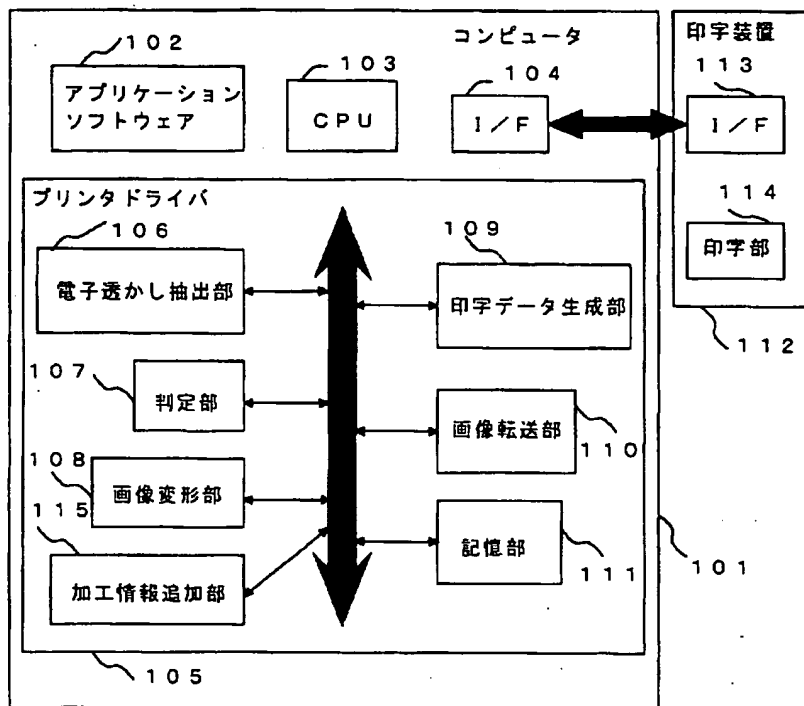 102
103
コンピュータ
104
印字装置
113
アプリケーション
ソフトウェア
CPU
I/F
I/F
114
印字部
プリンタドライバ
106
109
電子透かし抽出部
印字データ生成部
112
107
判定部
画像転送部
110
108
画像変形部
115
記憶部
111
101
加工情報追加部
105